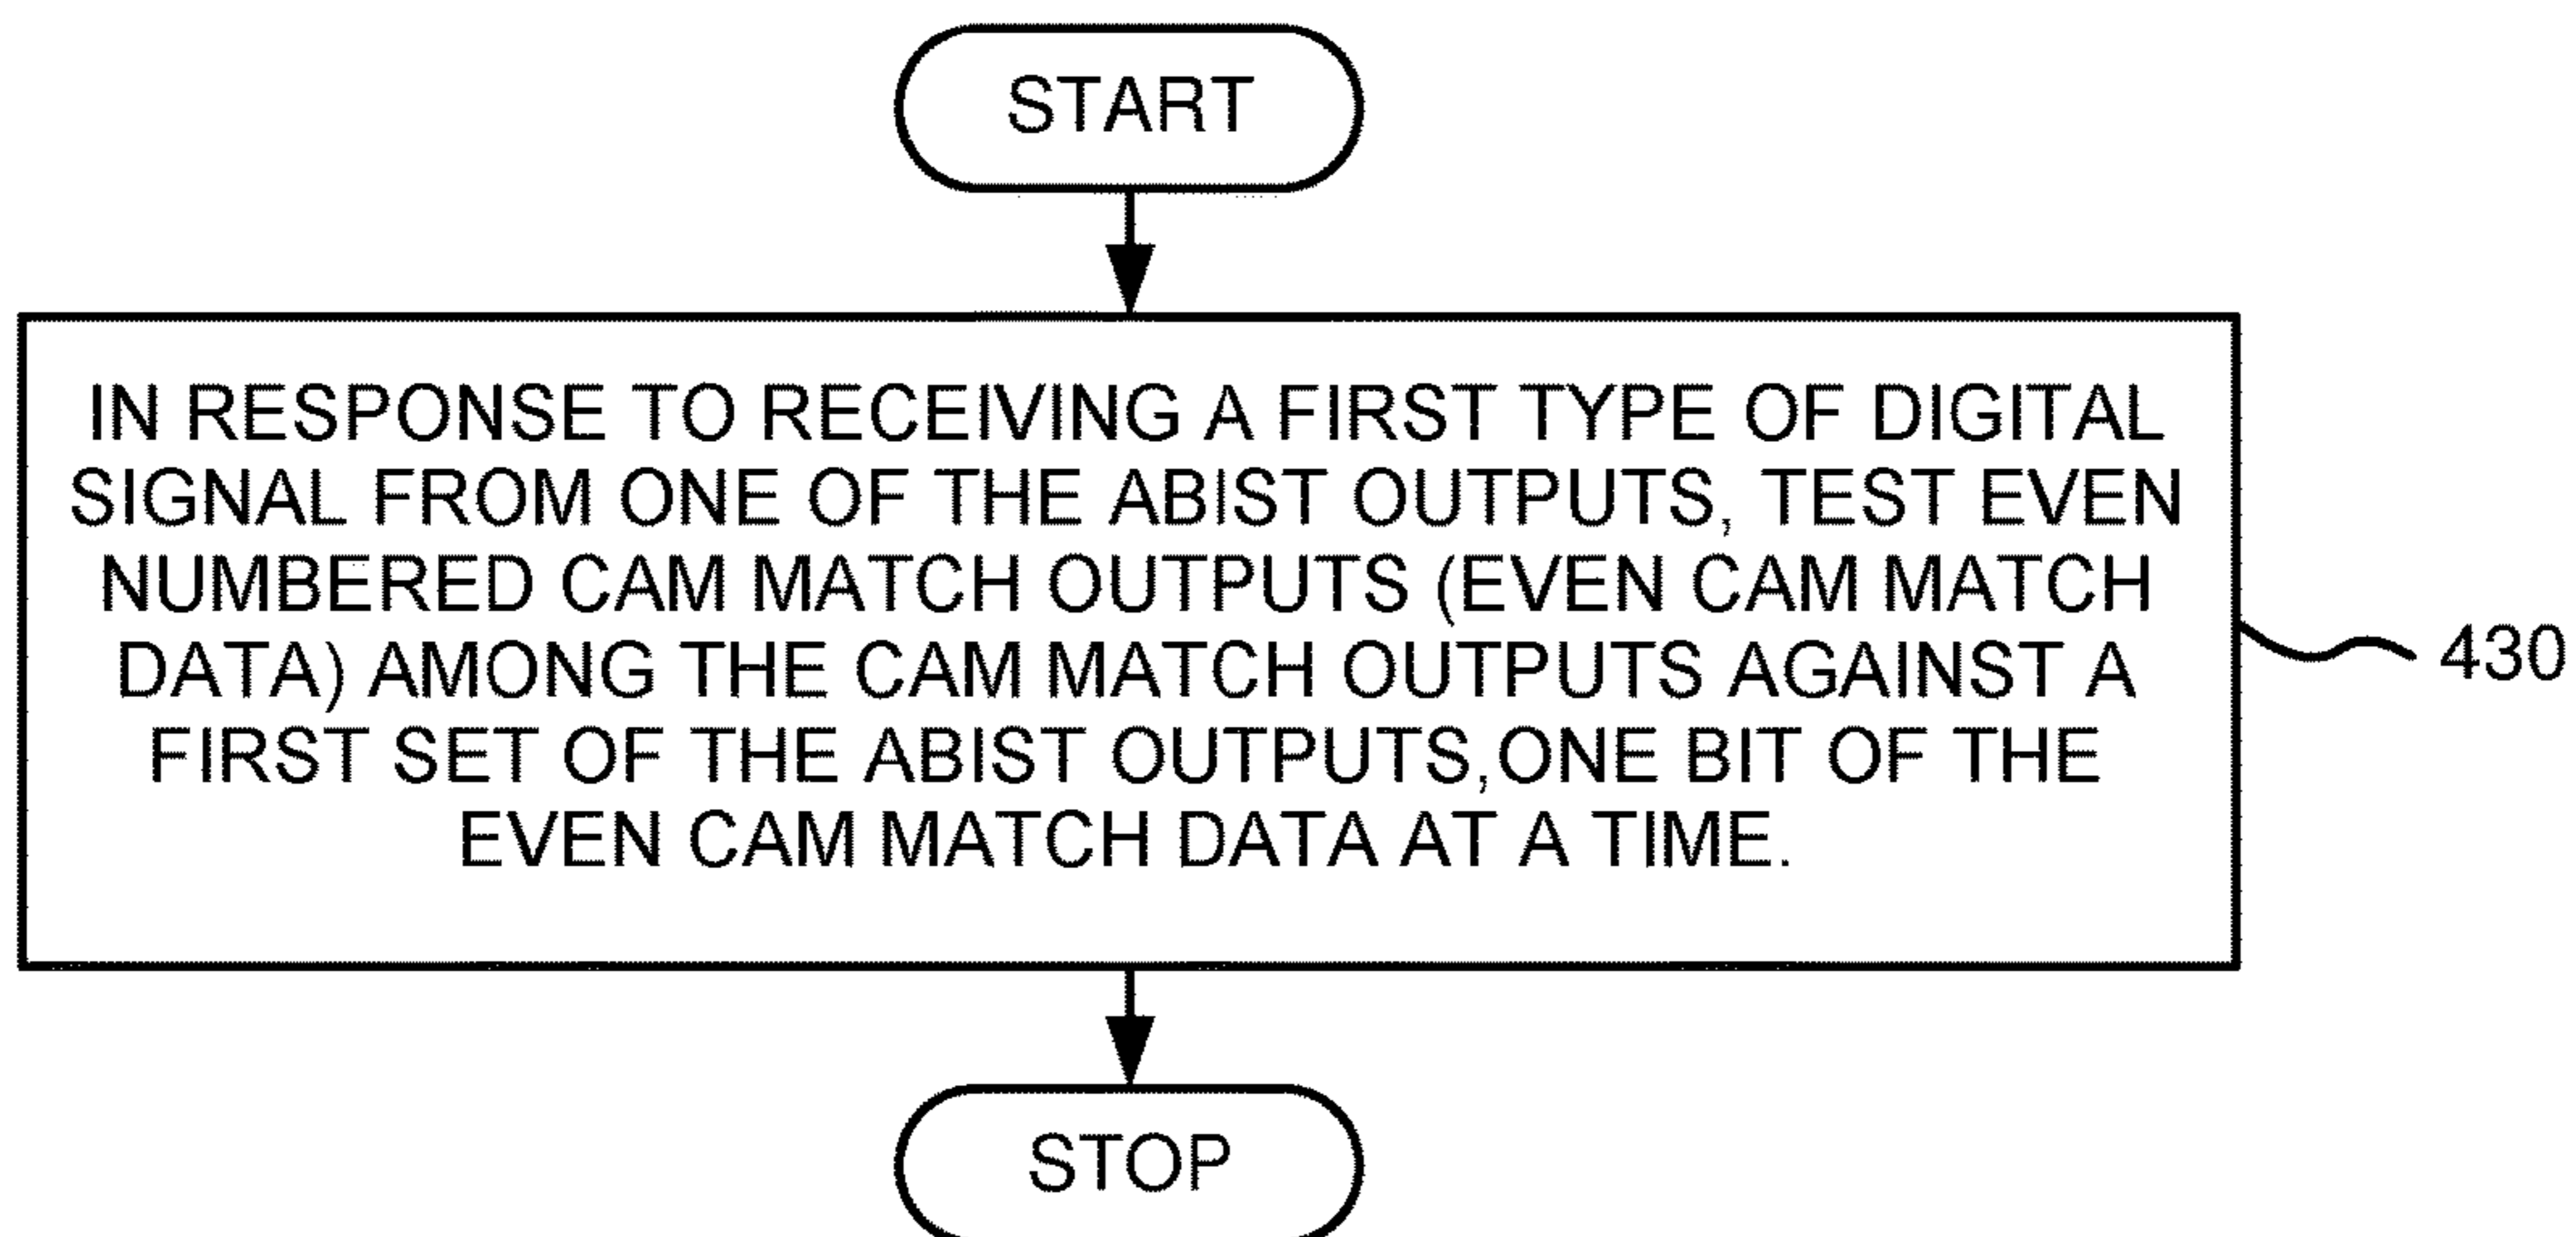 START
IN RESPONSE TO RECEIVING A FIRST TYPE OF DIGITAL
SIGNAL FROM ONE OF THE ABIST OUTPUTS, TEST EVEN
NUMBERED CAM MATCH OUTPUTS (EVEN CAM MATCH
DATA) AMONG THE CAM MATCH OUTPUTS AGAINST A
FIRST SET OF THE ABIST OUTPUTS,ONE BIT OF THE
EVEN CAM MATCH DATA AT A TIME.
430
STOP